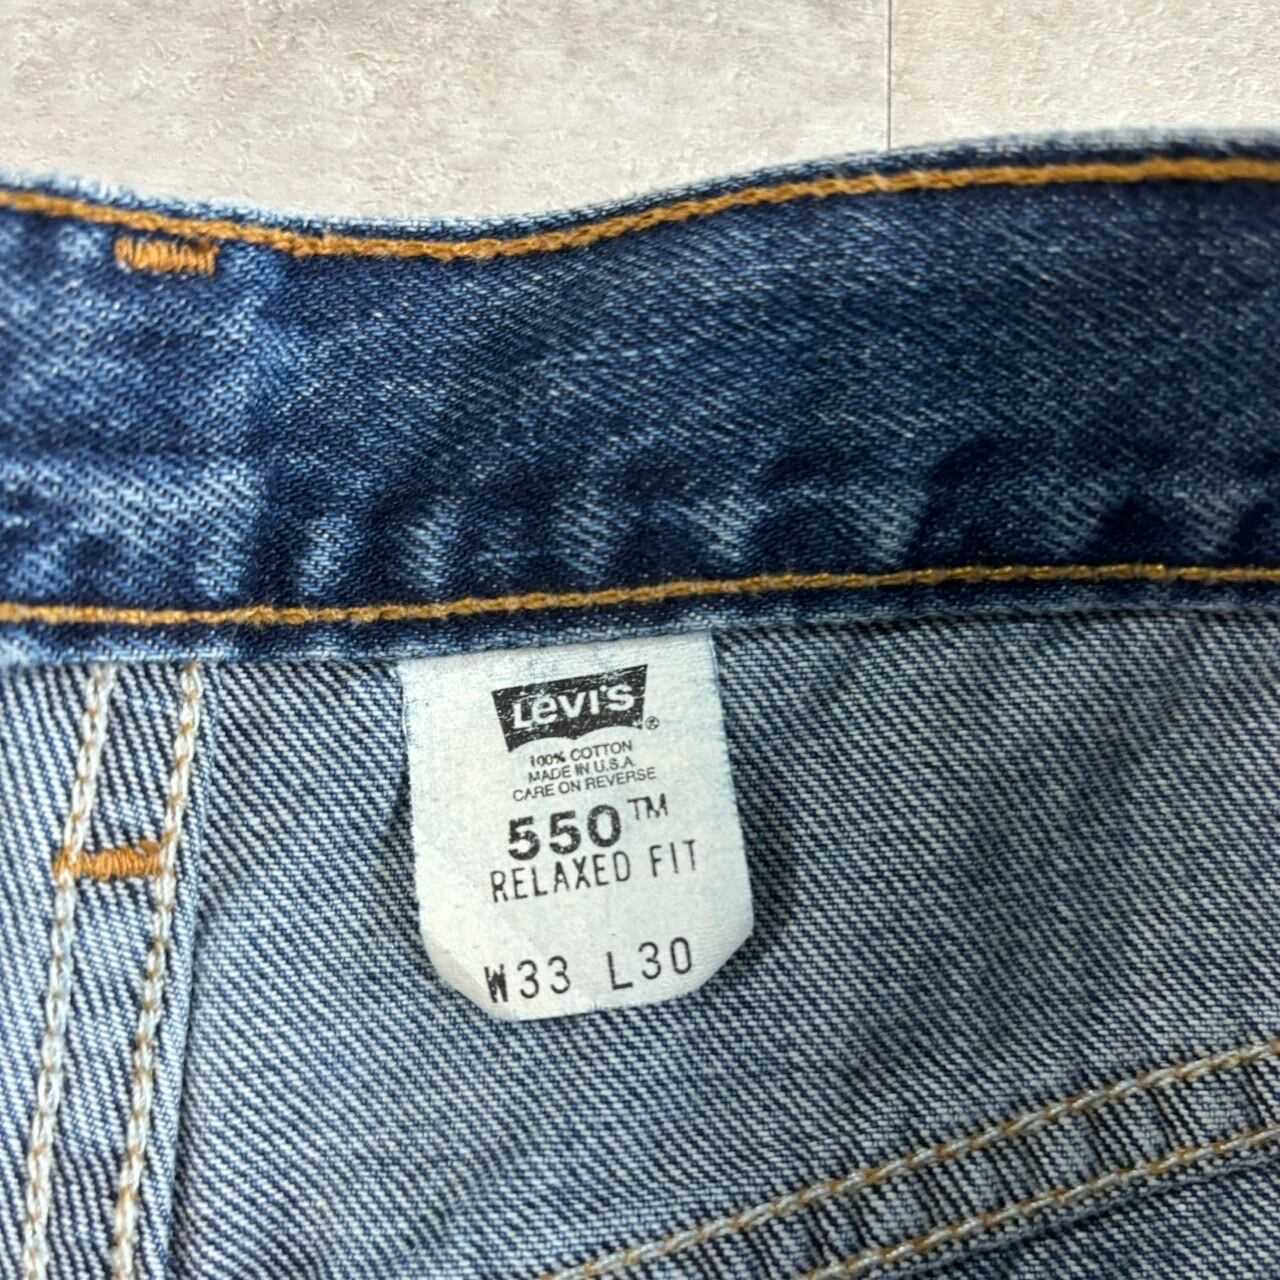 Levi's ®
100% COTTON
MADE IN U.S.A.
CARE ON REVERSE
550™
RELAXED FIT
W33 L30